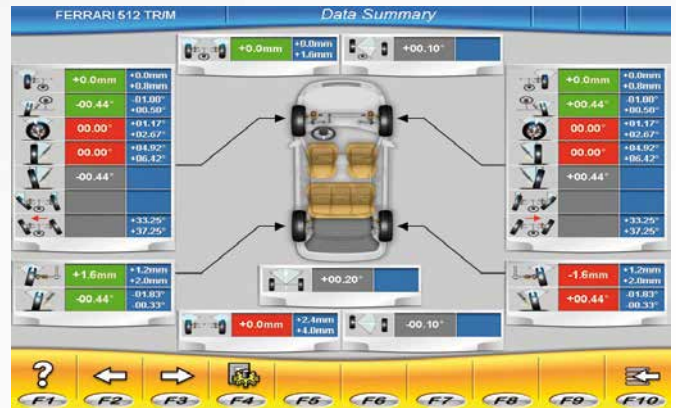 FERRARI 512 TR/M
Data Summary
+0.0mm
+0.0mm
+1.6mm
+00.10°
+0.0mm
+0.0mm
+0.8mm
-00.44°
-01.00°
+00.50°
00.00°
+01.17°
+02.67°
00.00°
+04.92°
+06.42°
-00.44°
+33.25°
+37.25°
+0.0mm
+0.0mm
+0.8mm
+00.44°
-01.00°
+00.50°
00.00°
+01.17°
+02.67°
00.00°
+04.92°
+06.42°
+00.44°
+33.25°
+37.25°
+1.6mm
+1.2mm
+2.0mm
-00.44°
-01.83°
-00.33°
+00.20°
-1.6mm
+1.2mm
+2.0mm
+00.44°
-01.83°
-00.33°
+0.0mm
+2.4mm
+4.0mm
-00.10°
?
F1
F2
F3
F4
F5
F6
F7
F8
F9
F10